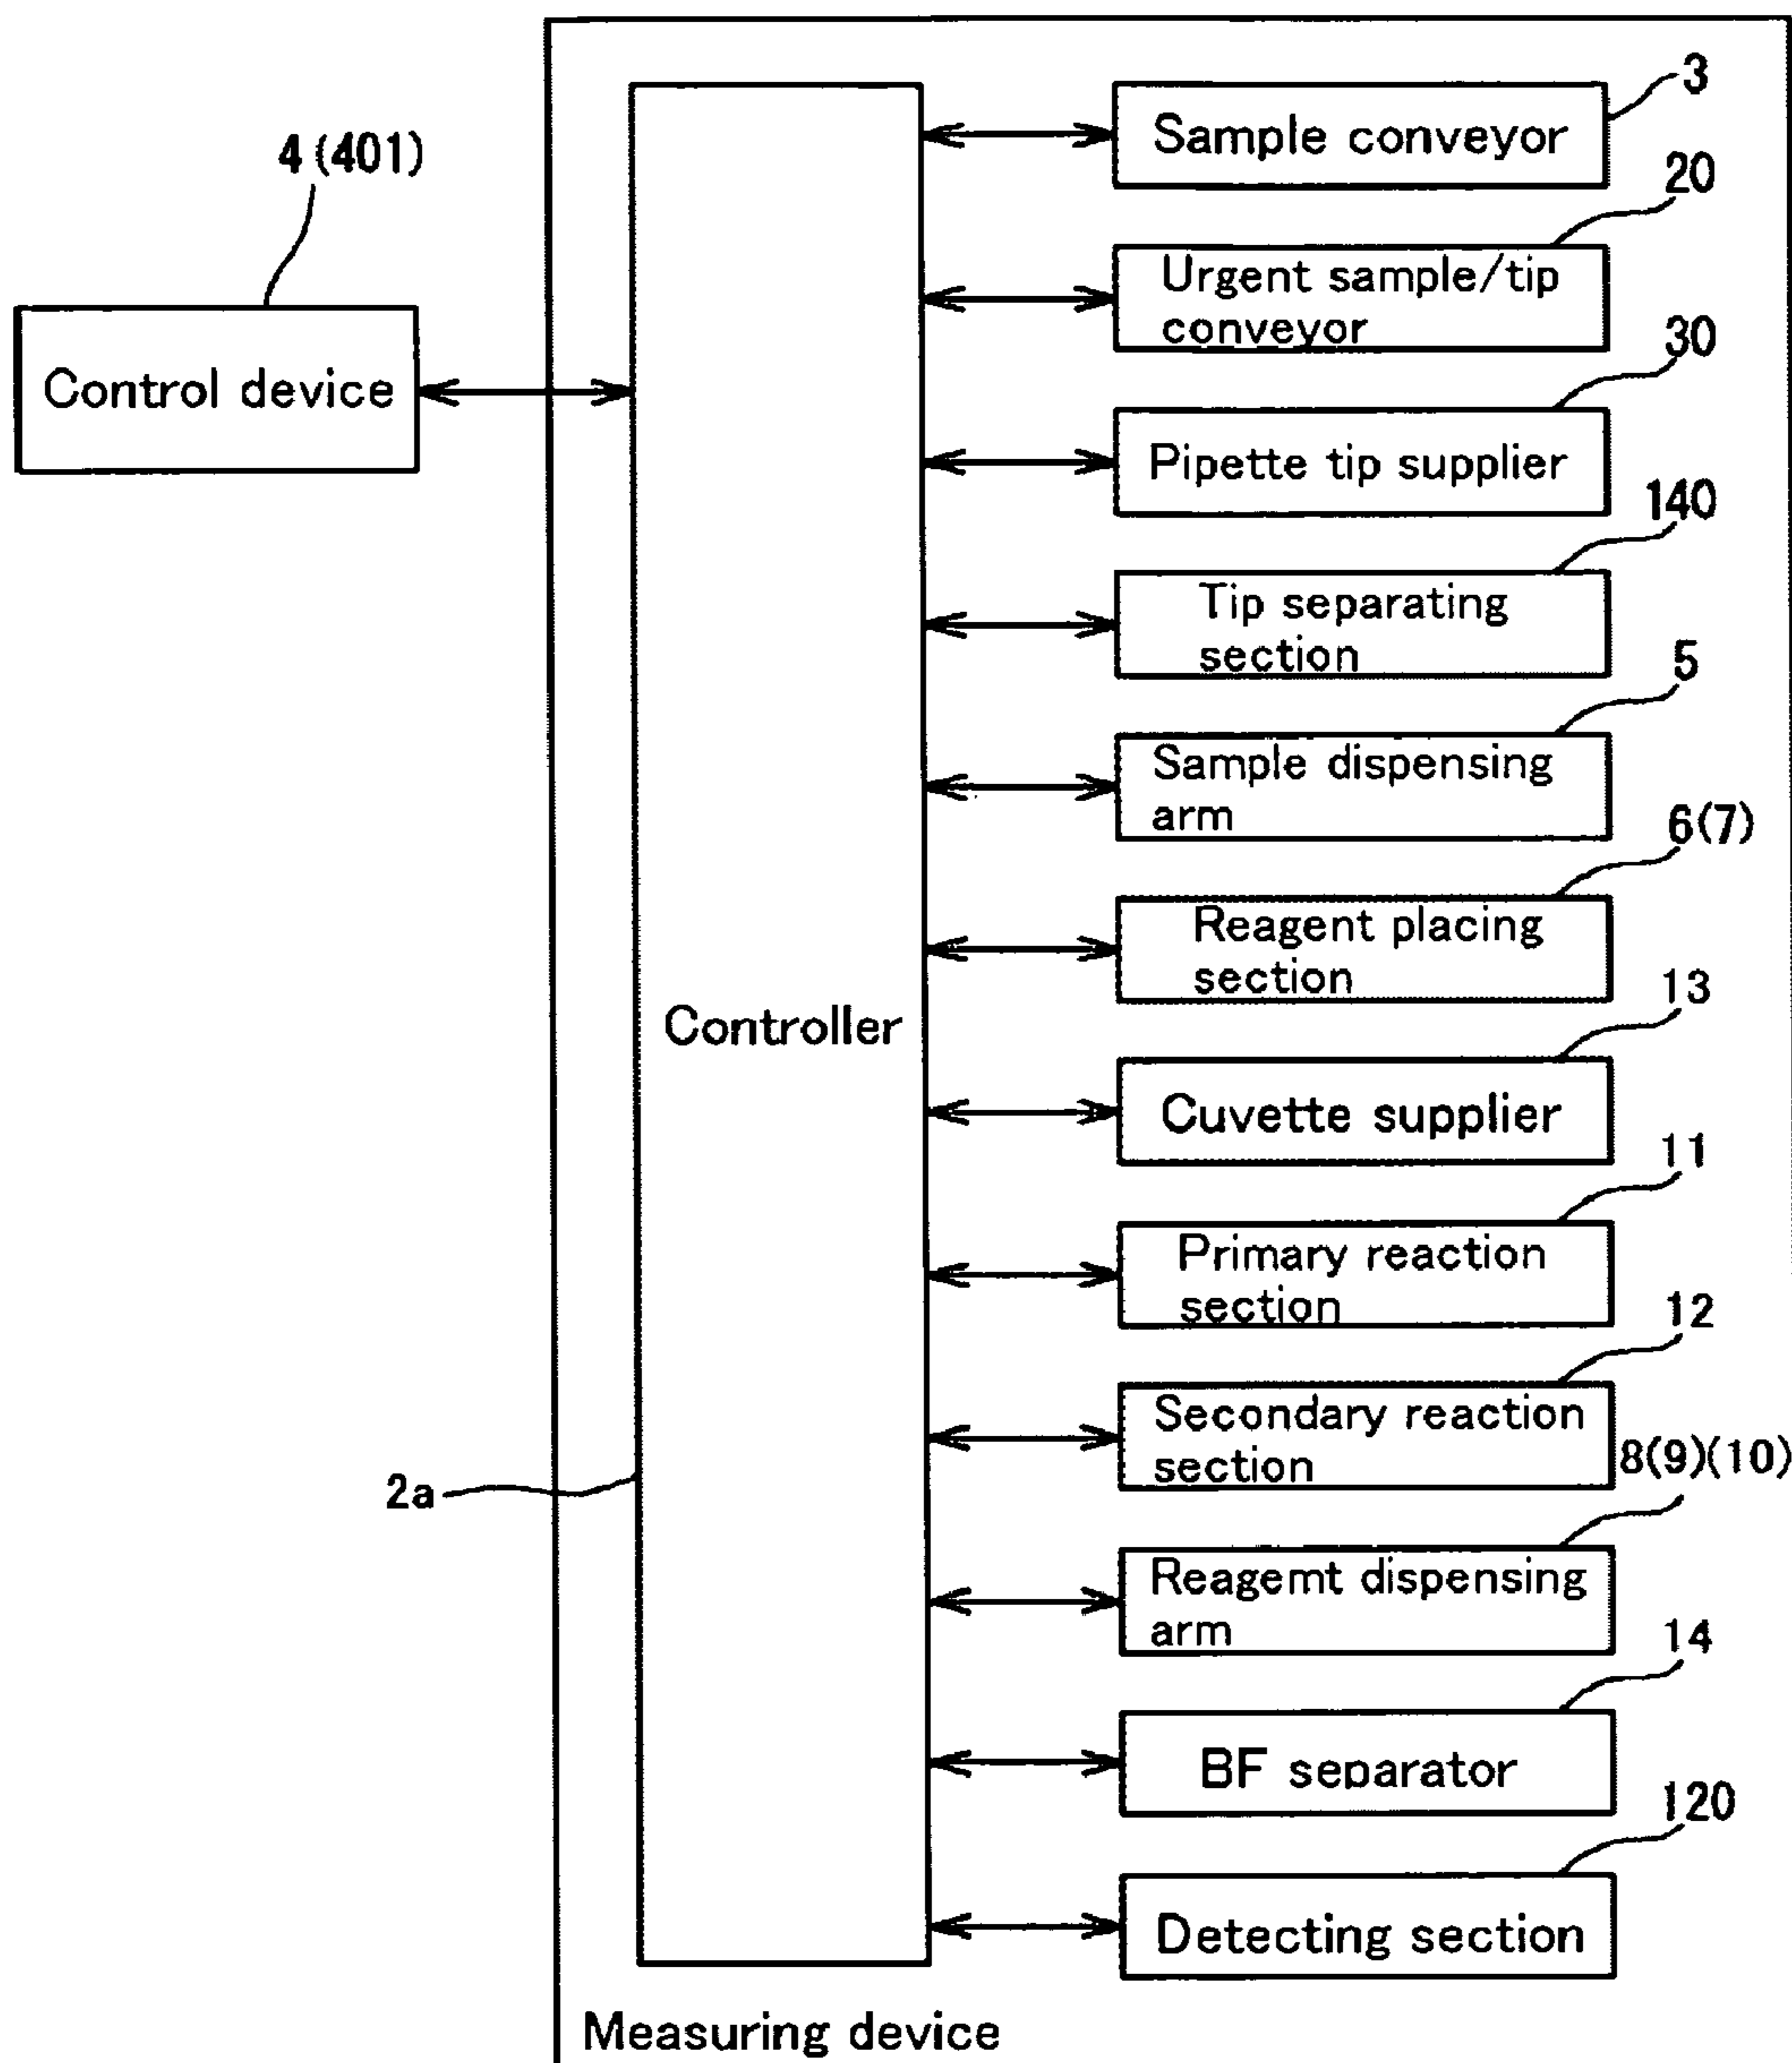 3
Sample conveyor
4 (401)
20
Urgent sample/tip
conveyor
30
Control device
Pipette tip supplier
140
Tip separating
section
5
Sample dispensing
arm
6(7)
Reagent placing
section
13
Controller
Cuvette supplier
11
Primary reaction
section
12
Secondary reaction
section
8(9)(10)
2a
Reagemt dispensing
arm
14
BF separator
120
Detecting section
Measuring device